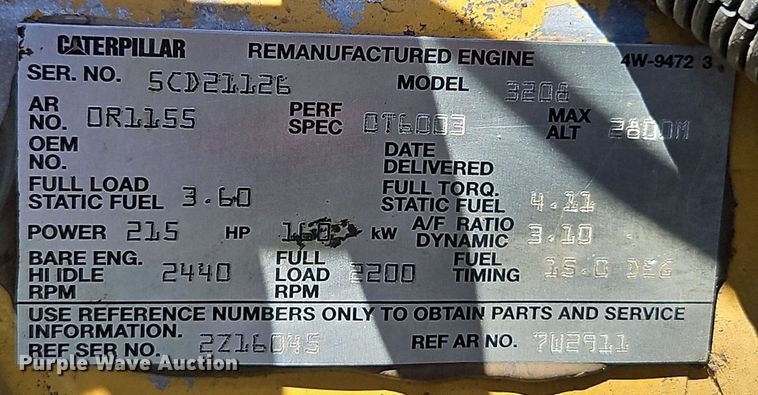 CATERPILLAR REMANUFACTURED ENGINE 4W-9472 3
SER. NO. 5CD21126 MODEL 3208
AR NO. 0R1155 PERF SPEC 0T6003 MAX ALT 2800M
OEM NO. DATE DELIVERED
FULL LOAD STATIC FUEL 3.60 FULL TORQ. STATIC FUEL 4.11
POWER 215 HP 160 kW A/F RATIO DYNAMIC 3.10
BARE ENG. HI IDLE RPM 2440 FULL LOAD RPM 2200 FUEL TIMING 15.0 DEG
USE REFERENCE NUMBERS ONLY TO OBTAIN PARTS AND SERVICE
INFORMATION.
REF SER NO. 2Z16045 REF AR NO. 7W2911
Purple Wave Auction